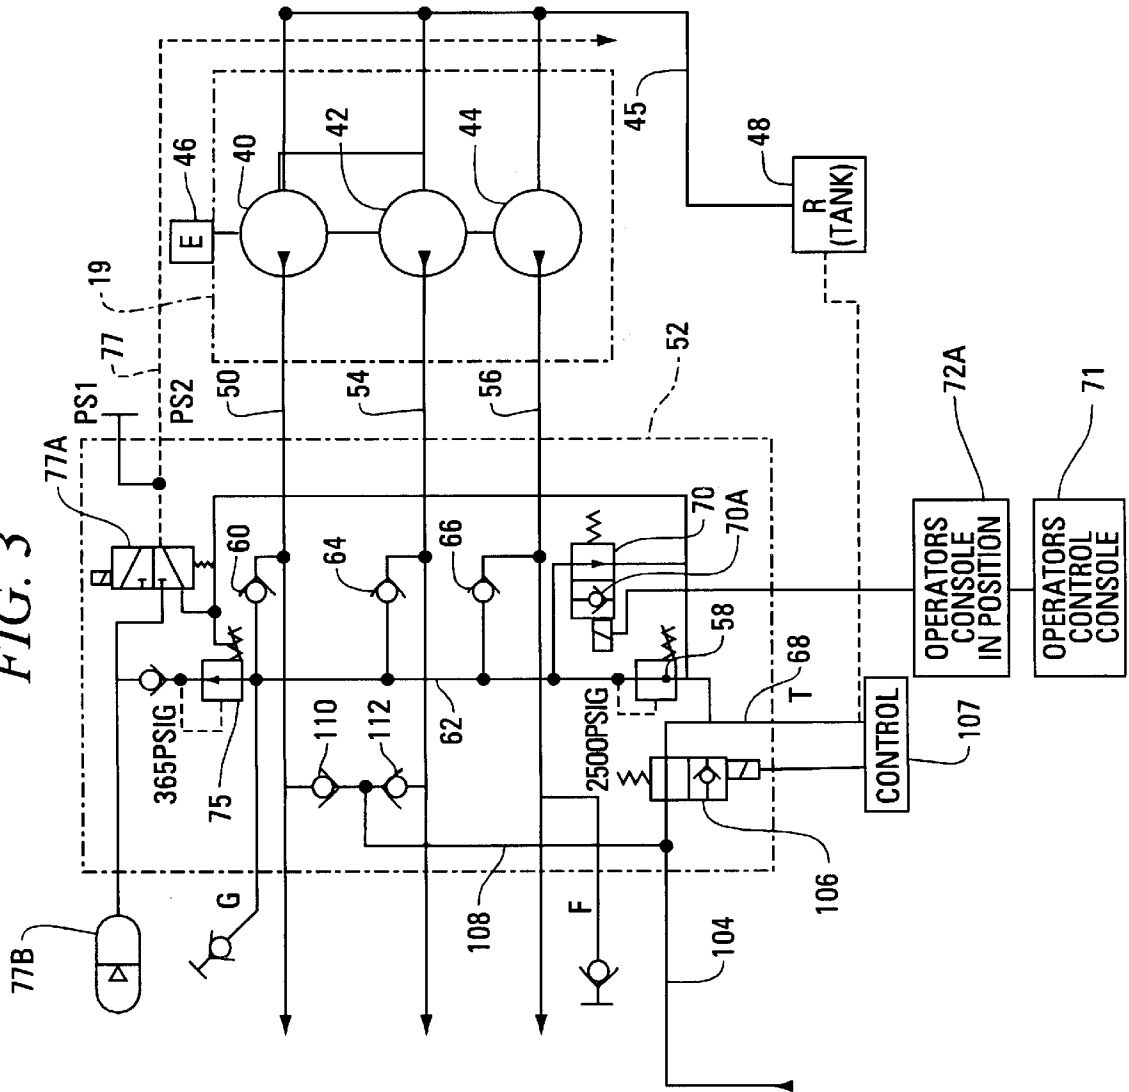 FIG. 3
77B
77A
PS1
PS2
77
19
46
E
40
42
44
45
48
R
(TANK)
50
54
56
52
60
64
66
70
70A
58
68
T
62
365PSIG
75
G
110
112
2500PSIG
108
F
104
106
CONTROL
107
OPERATORS
CONSOLE
IN POSITION
72A
OPERATORS
CONTROL
CONSOLE
71